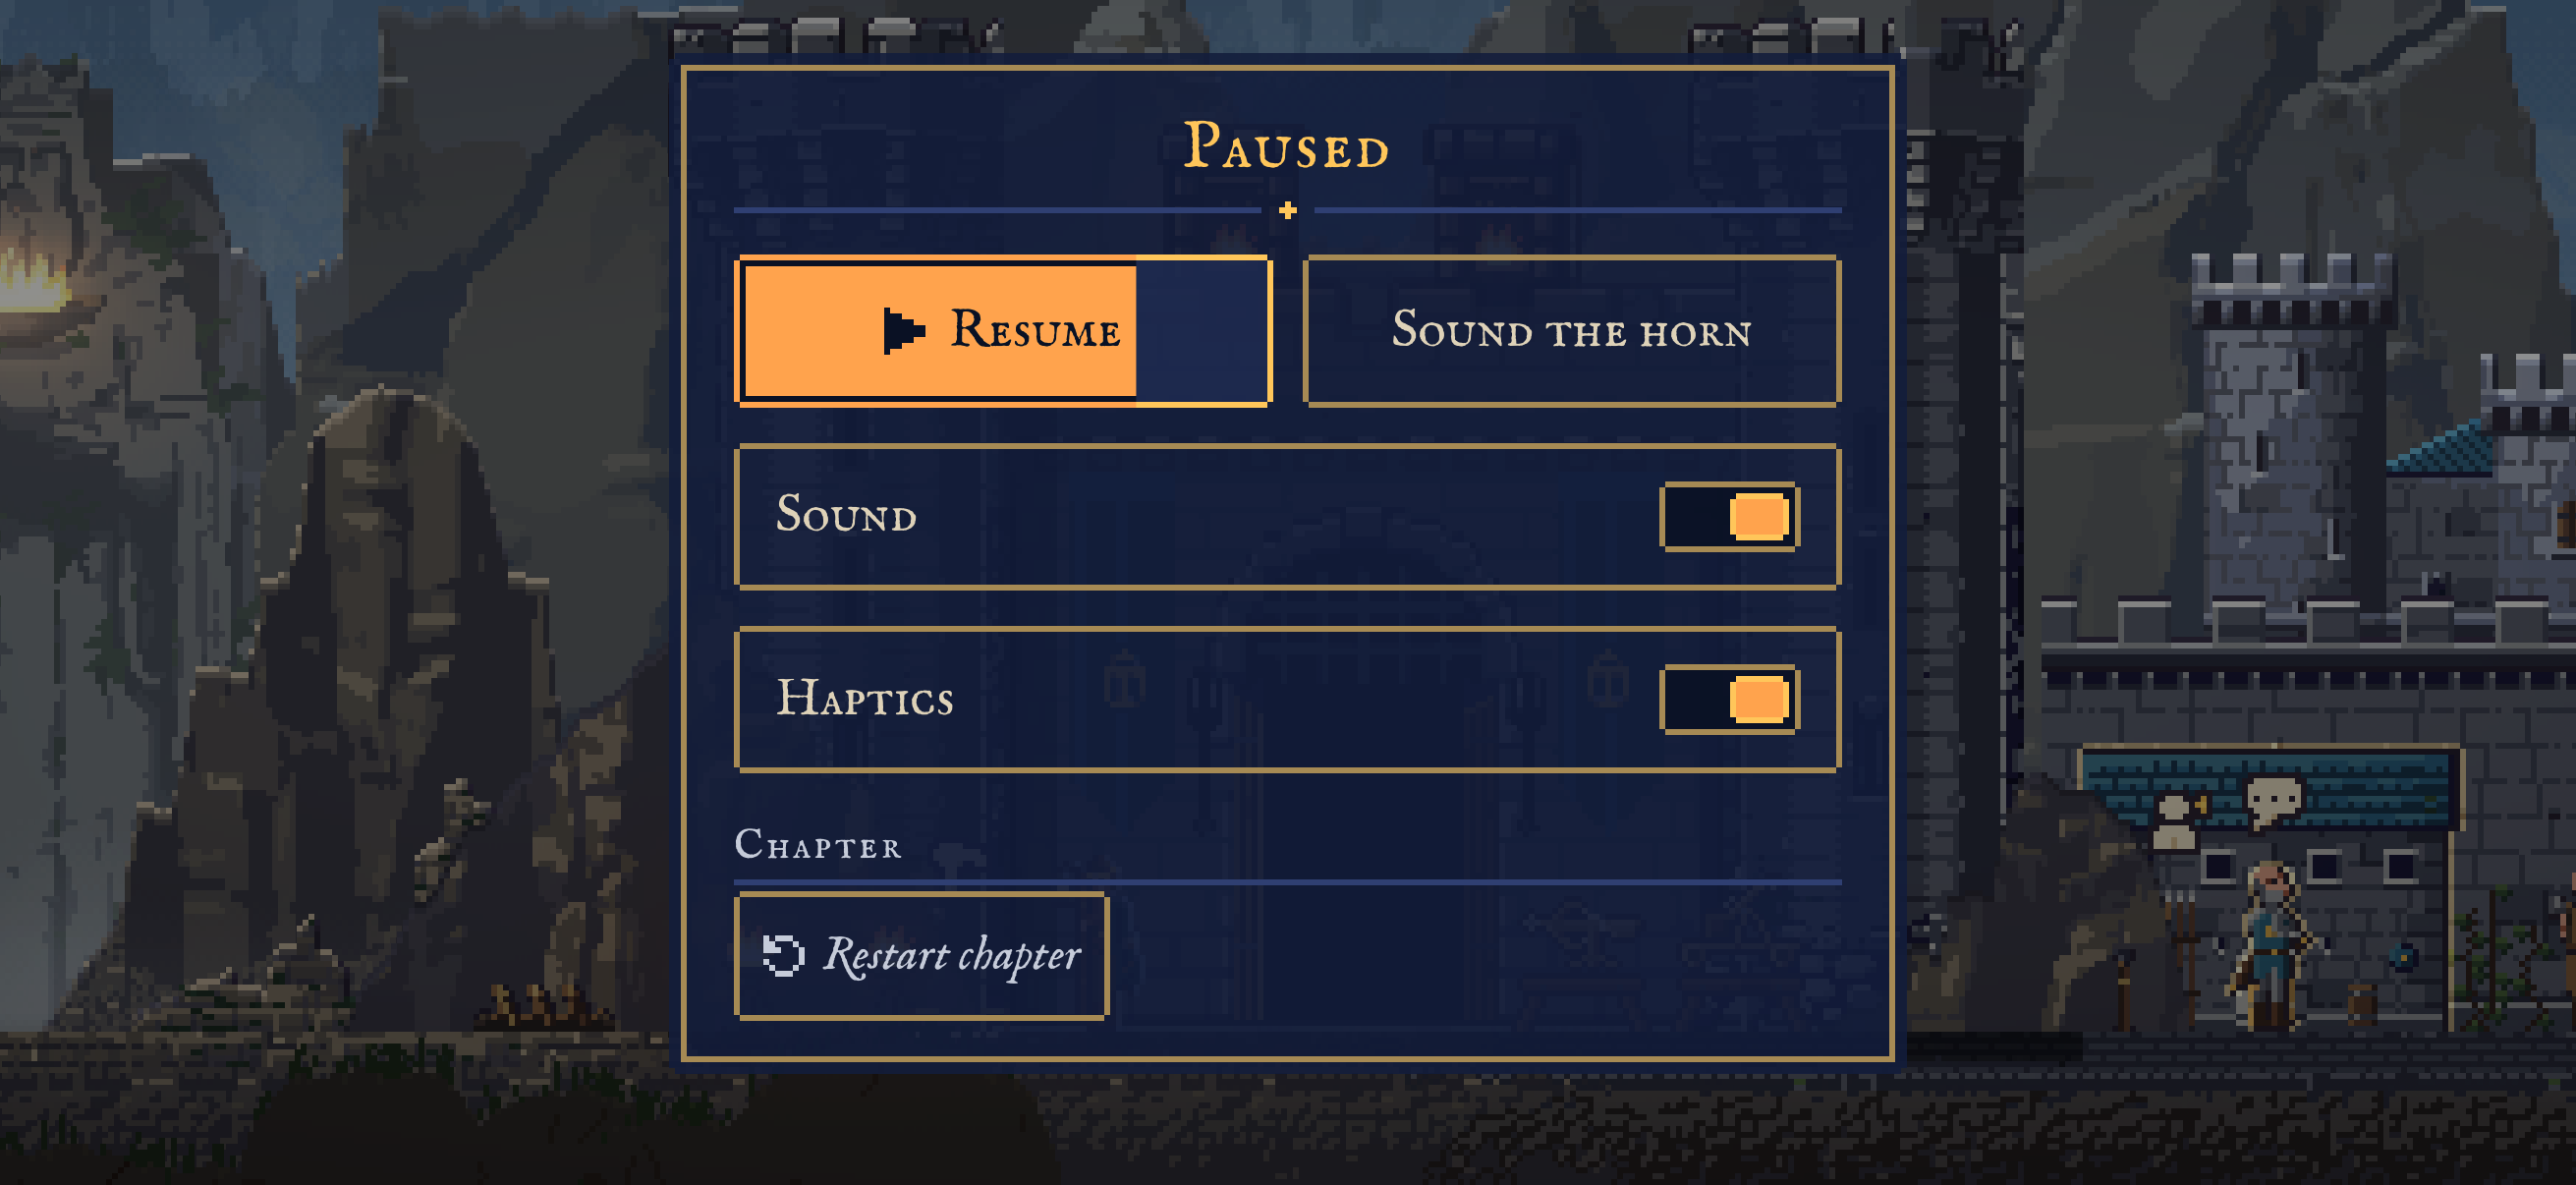 Paused
Resume
Sound the horn
Sound
Haptics
Chapter
Restart chapter